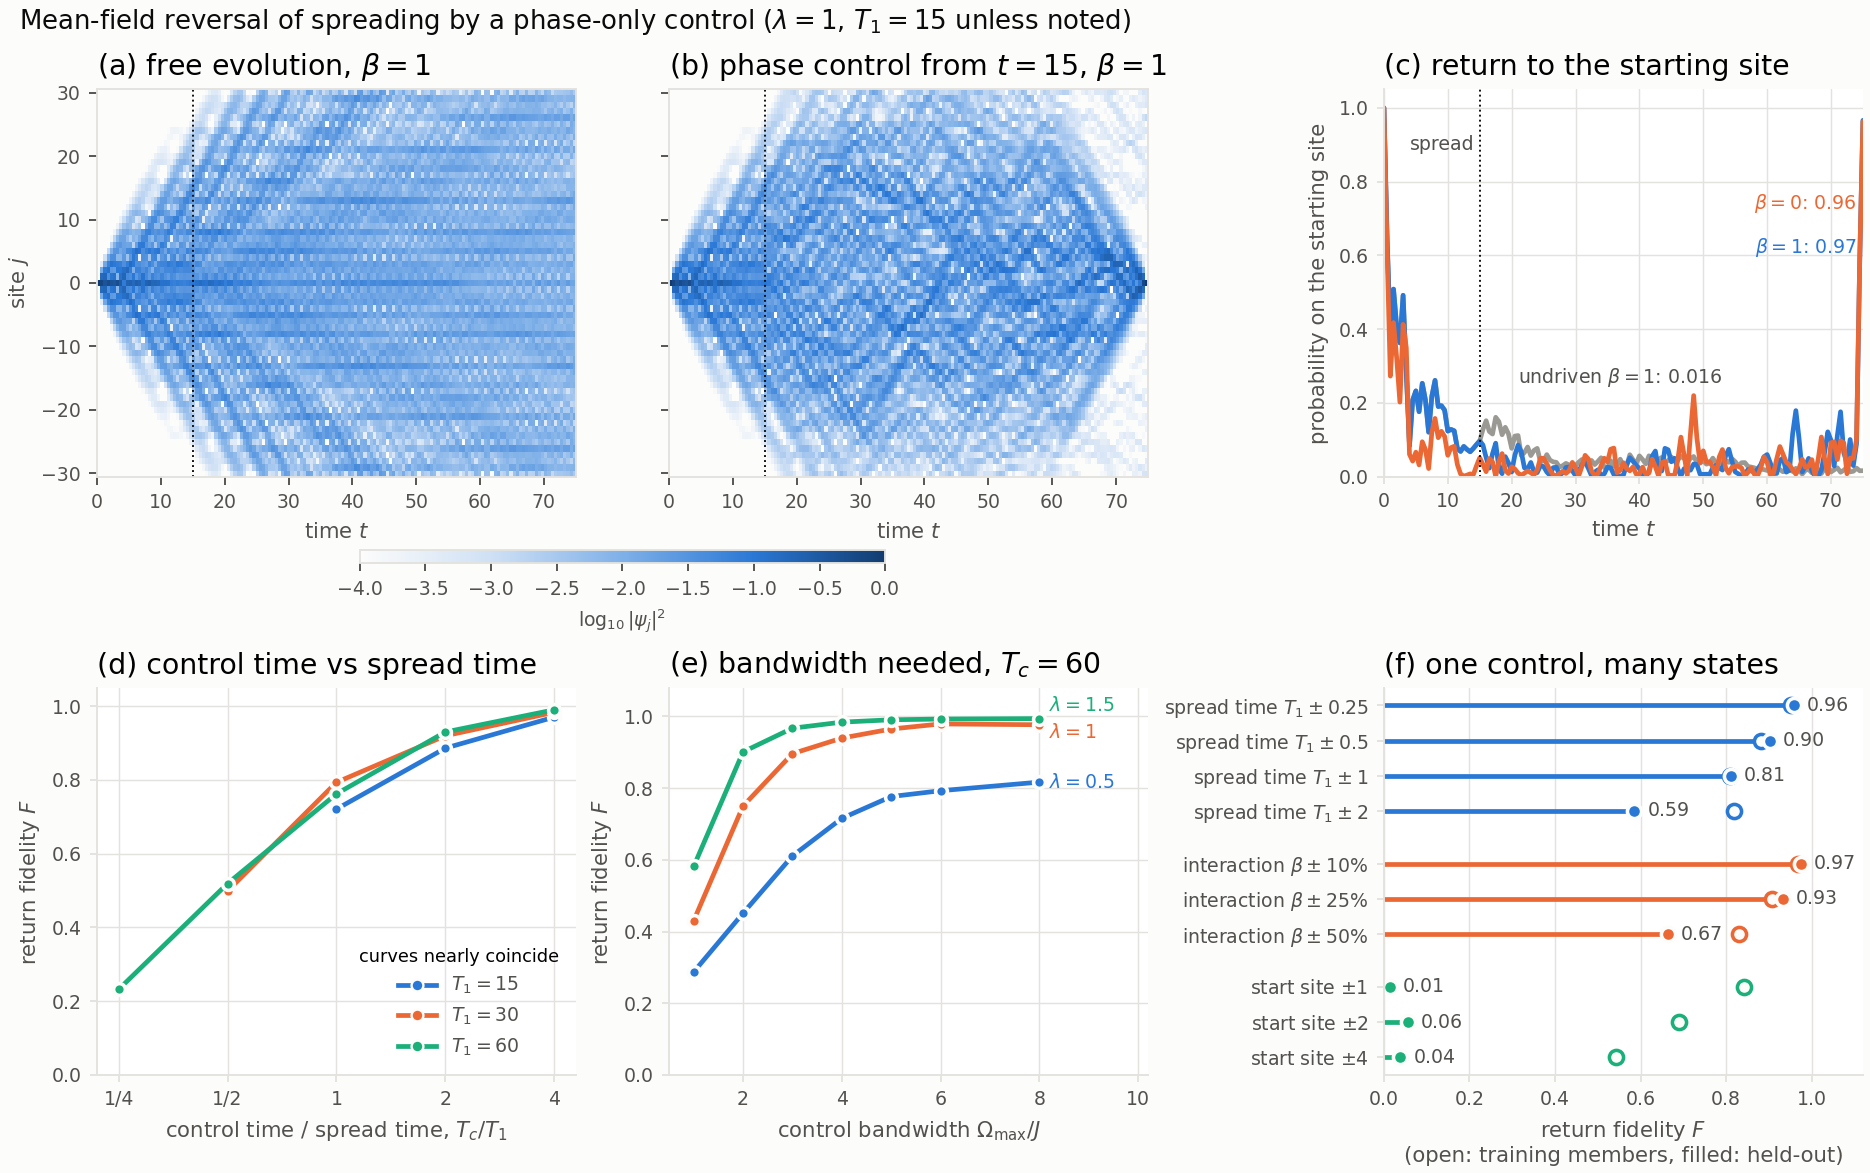 Mean-field reversal of spreading by a phase-only control (λ = 1, T₁ = 15 unless noted)
(a) free evolution, β = 1
30
20
10
0
−10
−20
−30
site j
0 10 20 30 40 50 60 70
time t
(b) phase control from t = 15, β = 1
0 10 20 30 40 50 60 70
time t
−4.0 −3.5 −3.0 −2.5 −2.0 −1.5 −1.0 −0.5 0.0
log₁₀ |ψⱼ|²
(c) return to the starting site
1.0
0.8
0.6
0.4
0.2
0.0
probability on the starting site
spread
β = 0: 0.96
β = 1: 0.97
undriven β = 1: 0.016
0 10 20 30 40 50 60 70
time t
(d) control time vs spread time
1.0
0.8
0.6
0.4
0.2
0.0
return fidelity F
curves nearly coincide
T₁ = 15
T₁ = 30
T₁ = 60
1/4 1/2 1 2 4
control time / spread time, T_c/T₁
(e) bandwidth needed, T_c = 60
1.0
0.8
0.6
0.4
0.2
0.0
return fidelity F
λ = 1.5
λ = 1
λ = 0.5
2 4 6 8 10
control bandwidth Ω_max/J
(f) one control, many states
spread time T₁ ± 0.25 0.96
spread time T₁ ± 0.5 0.90
spread time T₁ ± 1 0.81
spread time T₁ ± 2 0.59
interaction β ± 10% 0.97
interaction β ± 25% 0.93
interaction β ± 50% 0.67
start site ±1 0.01
start site ±2 0.06
start site ±4 0.04
0.0 0.2 0.4 0.6 0.8 1.0
return fidelity F
(open: training members, filled: held-out)